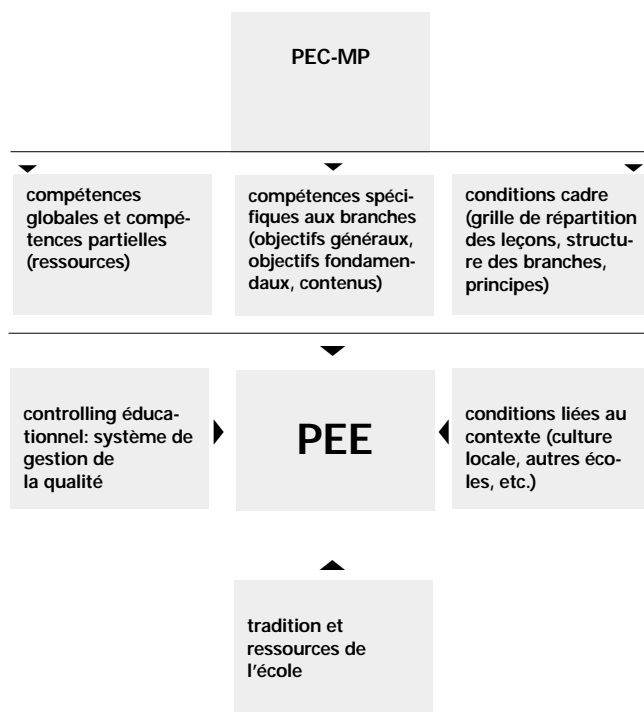 PEC-MP
compétences
globales et compé-
tences partielles
(ressources)
compétences spéci-
fiques aux branches
(objectifs généraux,
objectifs fondamen-
daux, contenus)
conditions cadre
(grille de répartition
des leçons, structu-
re des branches,
principes)
controlling éduca-
tionnel: système de
gestion de
la qualité
PEE
conditions liées au
contexte (culture
locale, autres éco-
les, etc.)
tradition et
ressources de
l'école